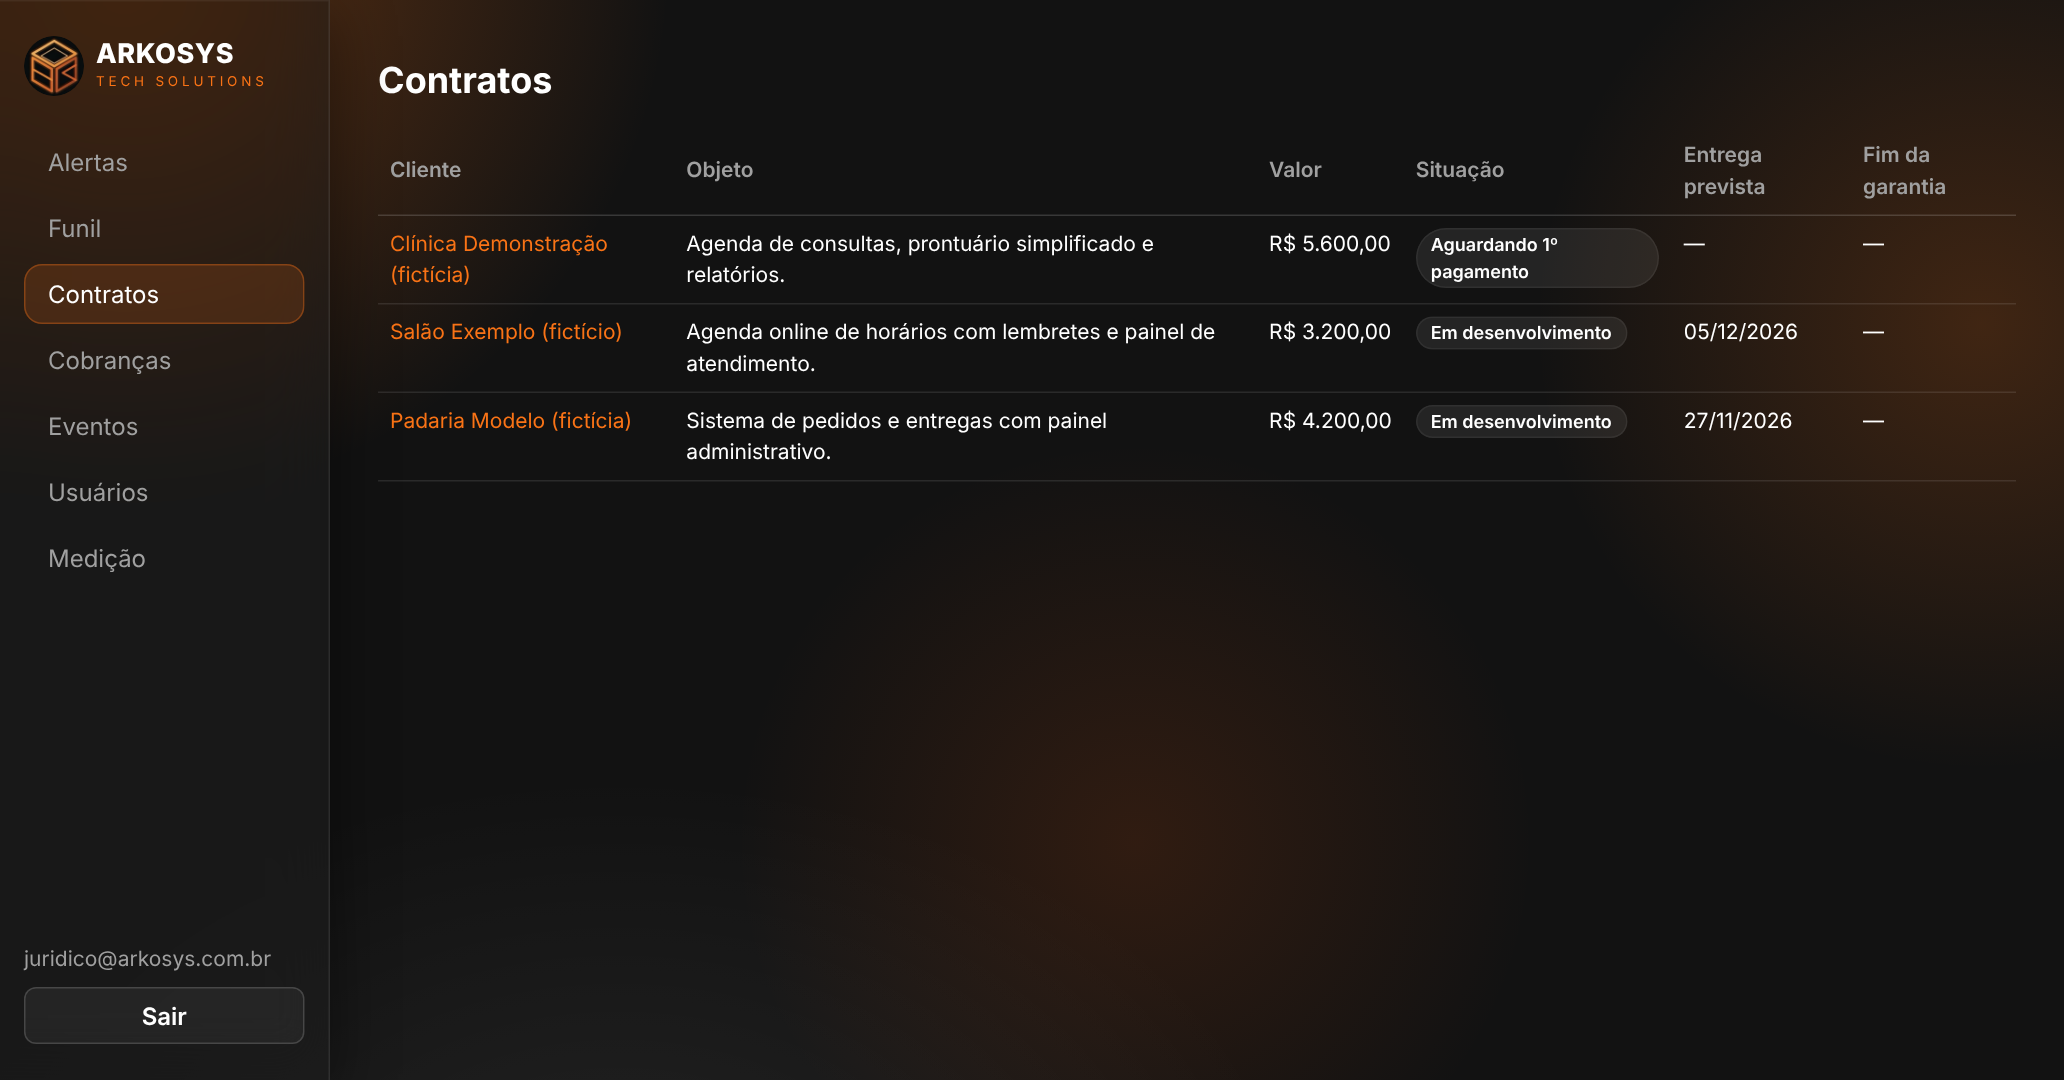 ARKOSYS
TECH SOLUTIONS
Alertas
Funil
Contratos
Cobranças
Eventos
Usuários
Medição
juridico@arkosys.com.br
Sair
Contratos
Cliente
Objeto
Valor
Situação
Entrega
prevista
Fim da
garantia
Clínica Demonstração
(fictícia)
Agenda de consultas, prontuário simplificado e
relatórios.
R$ 5.600,00
Aguardando 1º
pagamento
—
—
Salão Exemplo (fictício)
Agenda online de horários com lembretes e painel de
atendimento.
R$ 3.200,00
Em desenvolvimento
05/12/2026
—
Padaria Modelo (fictícia)
Sistema de pedidos e entregas com painel
administrativo.
R$ 4.200,00
Em desenvolvimento
27/11/2026
—